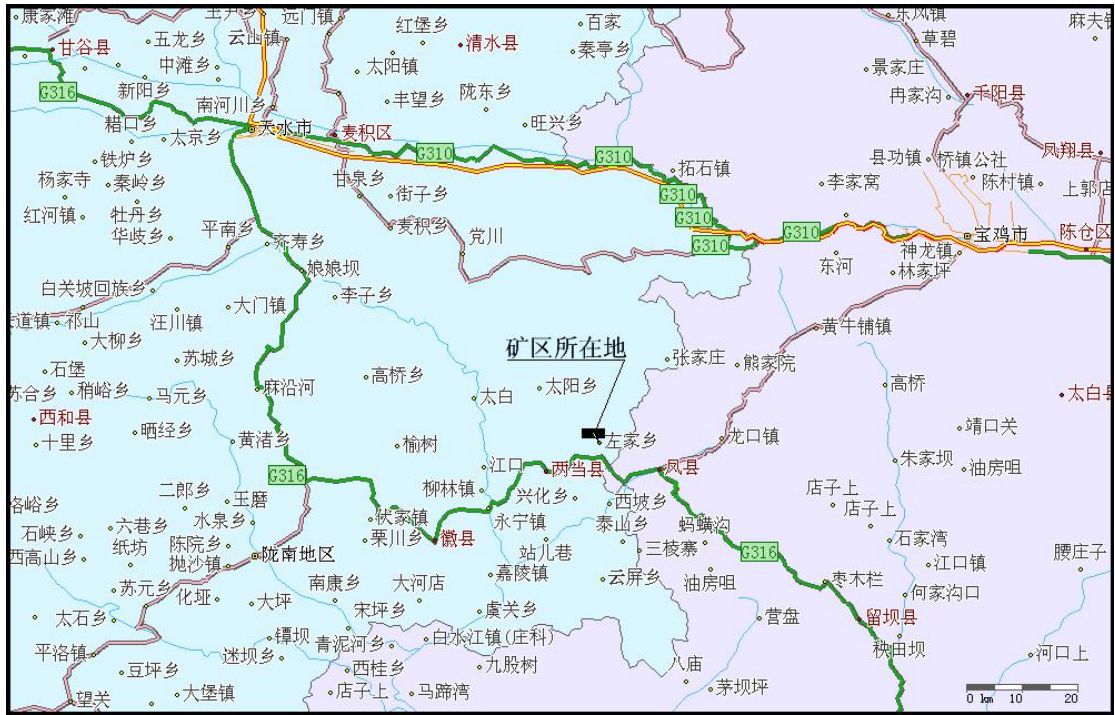 康家滩
远门镇
红堡乡
百家
东风镇
甘谷县
五龙乡
云山镇
清水县
秦亭乡
草碧
中滩乡
太阳镇
景家庄
G316
新阳乡
南河川乡
半望乡
陇东乡
冉家沟
千阳县
天水市
麦积区
旺兴乡
耤口乡
太京乡
G310
G310
凤翔县
铁炉乡
甘泉乡
拓石镇
县功镇
桥镇公社
杨家寺
秦岭乡
街子乡
G310
李家窝
陈村镇
上郭店
红河镇
牡丹乡
华歧乡
平南乡
麦积乡
党川
G310
G310
G310
宝鸡市
陈仓区
齐寿乡
神龙镇
娘娘坝
东河
林家坪
白关坡回族乡
大门镇
李子乡
祁山
汪川镇
大柳乡
黄牛铺镇
矿区所在地
石堡
苏城乡
张家庄
熊家院
苏合乡
稍峪乡
马元乡
麻沿河
高桥乡
太白
太阳乡
高桥
太白县
西和县
十里乡
晒经乡
黄渚乡
榆树
左家乡
龙口镇
靖口关
G316
江口
两当县
凤县
朱家坝
油房咀
二郎乡
王磨
柳林镇
兴化乡
西坡乡
店子上
洛峪乡
六巷乡
水泉乡
伏家镇
永宁镇
泰山乡
蚂蟥沟
店子上
石峡乡
纸坊
陈院乡
栗川乡
徽县
站儿巷
三棱寨
G316
石家湾
西高山乡
抛沙镇
陇南地区
江口镇
腰庄子
苏元乡
南康乡
大河店
嘉陵镇
云屏乡
油房咀
枣木栏
何家沟口
化垭
大坪
宋坪乡
虞关乡
营盘
留坝县
太石乡
镡坝
青泥河乡
白水江镇(庄科)
秧田坝
平洛镇
迷坝乡
西桂乡
九股树
八庙
河口上
豆坪乡
望关
大堡镇
店子上
马蹄湾
茅坝坪
0 km 10 20